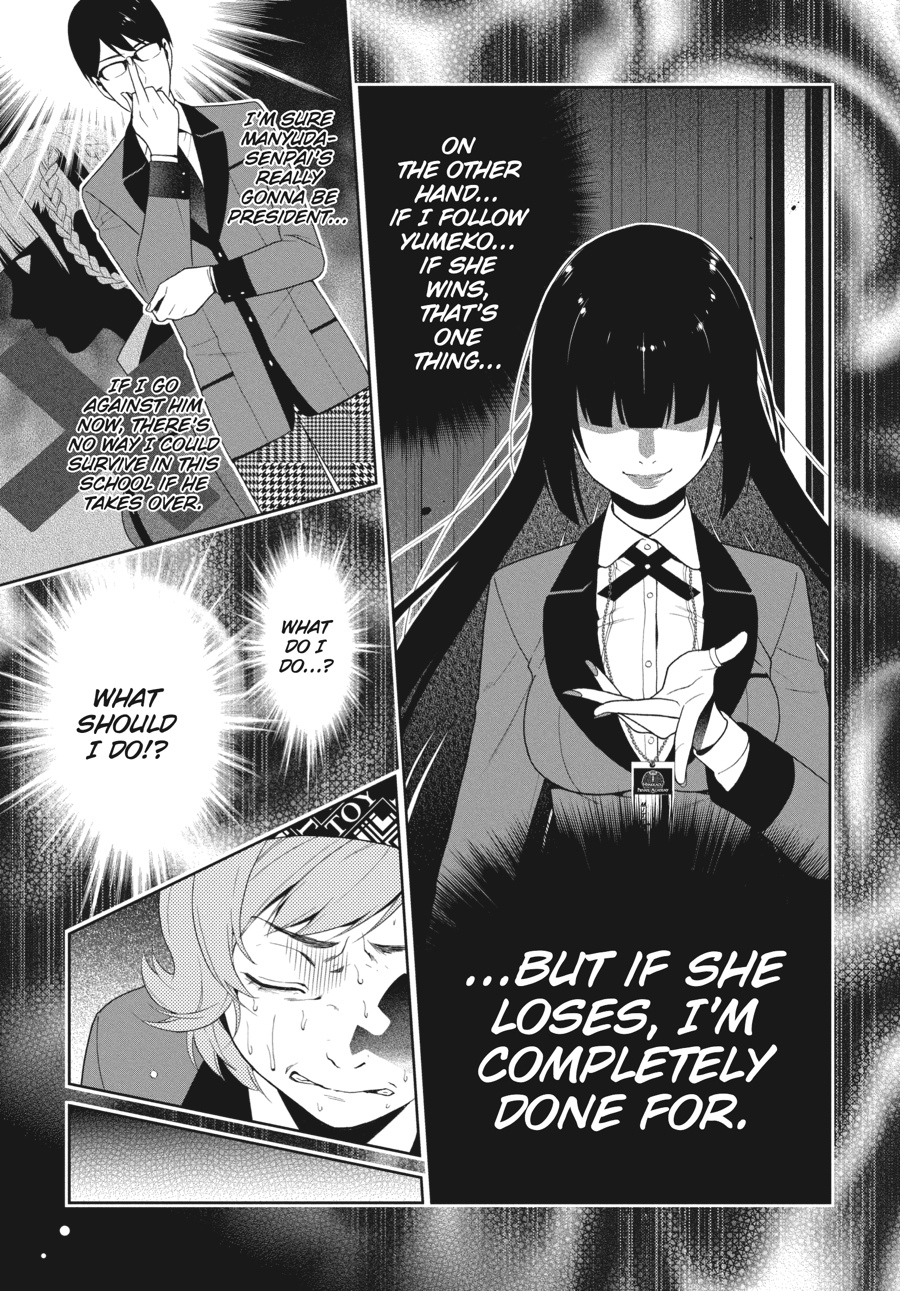 ON
THE OTHER
HAND...
IF I FOLLOW
YUMEKO...
IF SHE
WINS,
THAT'S
ONE
THING...
...BUT IF SHE
LOSES, I'M
COMPLETELY
DONE FOR.
I'M SURE
MANYUDA-
SENPAI'S
REALLY
GONNA BE
PRESIDENT...
IF I GO
AGAINST HIM
NOW, THERE'S
NO WAY I COULD
SURVIVE IN THIS
SCHOOL IF HE
TAKES OVER.
WHAT
DO I
DO...?
WHAT
SHOULD
I DO!?
TOY